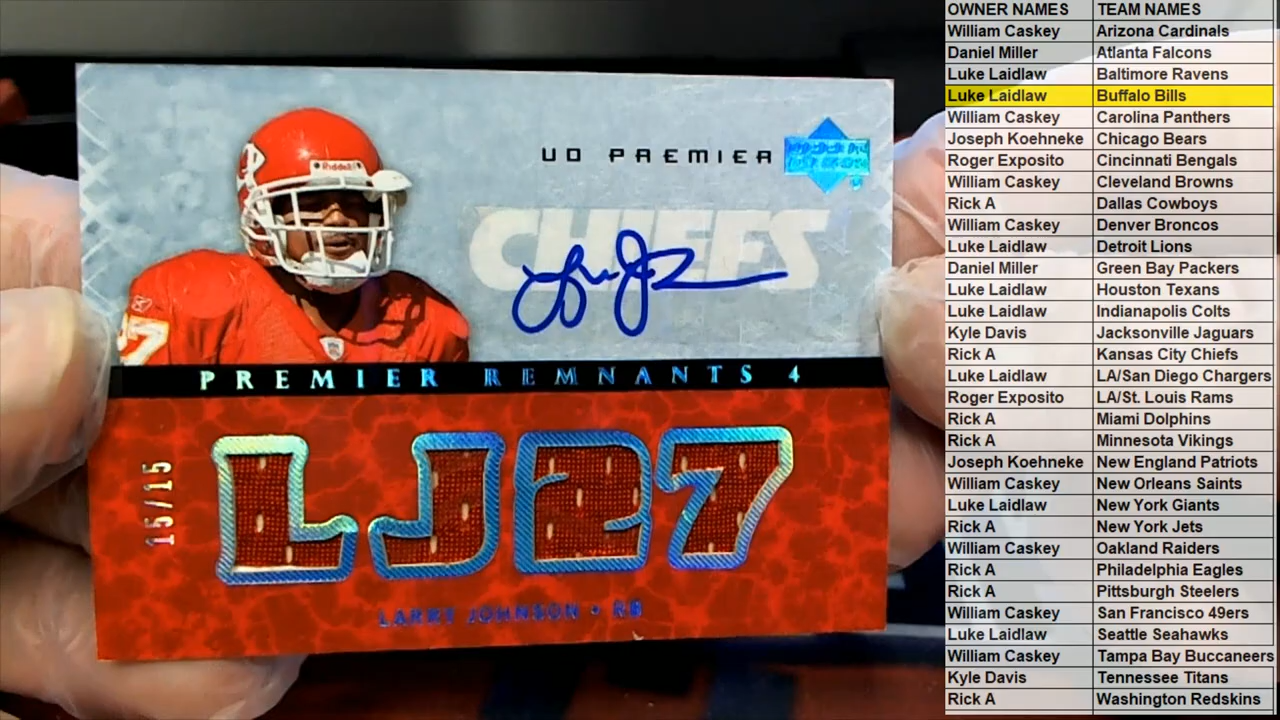 Riddell
UD PREMIER
CHIEFS
PREMIER REMNANTS 4
15/15
LJ27
LARRY JOHNSON • RB
OWNER NAMES TEAM NAMES
William Caskey Arizona Cardinals
Daniel Miller Atlanta Falcons
Luke Laidlaw Baltimore Ravens
Luke Laidlaw Buffalo Bills
William Caskey Carolina Panthers
Joseph Koehneke Chicago Bears
Roger Exposito Cincinnati Bengals
William Caskey Cleveland Browns
Rick A Dallas Cowboys
William Caskey Denver Broncos
Luke Laidlaw Detroit Lions
Daniel Miller Green Bay Packers
Luke Laidlaw Houston Texans
Luke Laidlaw Indianapolis Colts
Kyle Davis Jacksonville Jaguars
Rick A Kansas City Chiefs
Luke Laidlaw LA/San Diego Chargers
Roger Exposito LA/St. Louis Rams
Rick A Miami Dolphins
Rick A Minnesota Vikings
Joseph Koehneke New England Patriots
William Caskey New Orleans Saints
Luke Laidlaw New York Giants
Rick A New York Jets
William Caskey Oakland Raiders
Rick A Philadelphia Eagles
Rick A Pittsburgh Steelers
William Caskey San Francisco 49ers
Luke Laidlaw Seattle Seahawks
William Caskey Tampa Bay Buccaneers
Kyle Davis Tennessee Titans
Rick A Washington Redskins